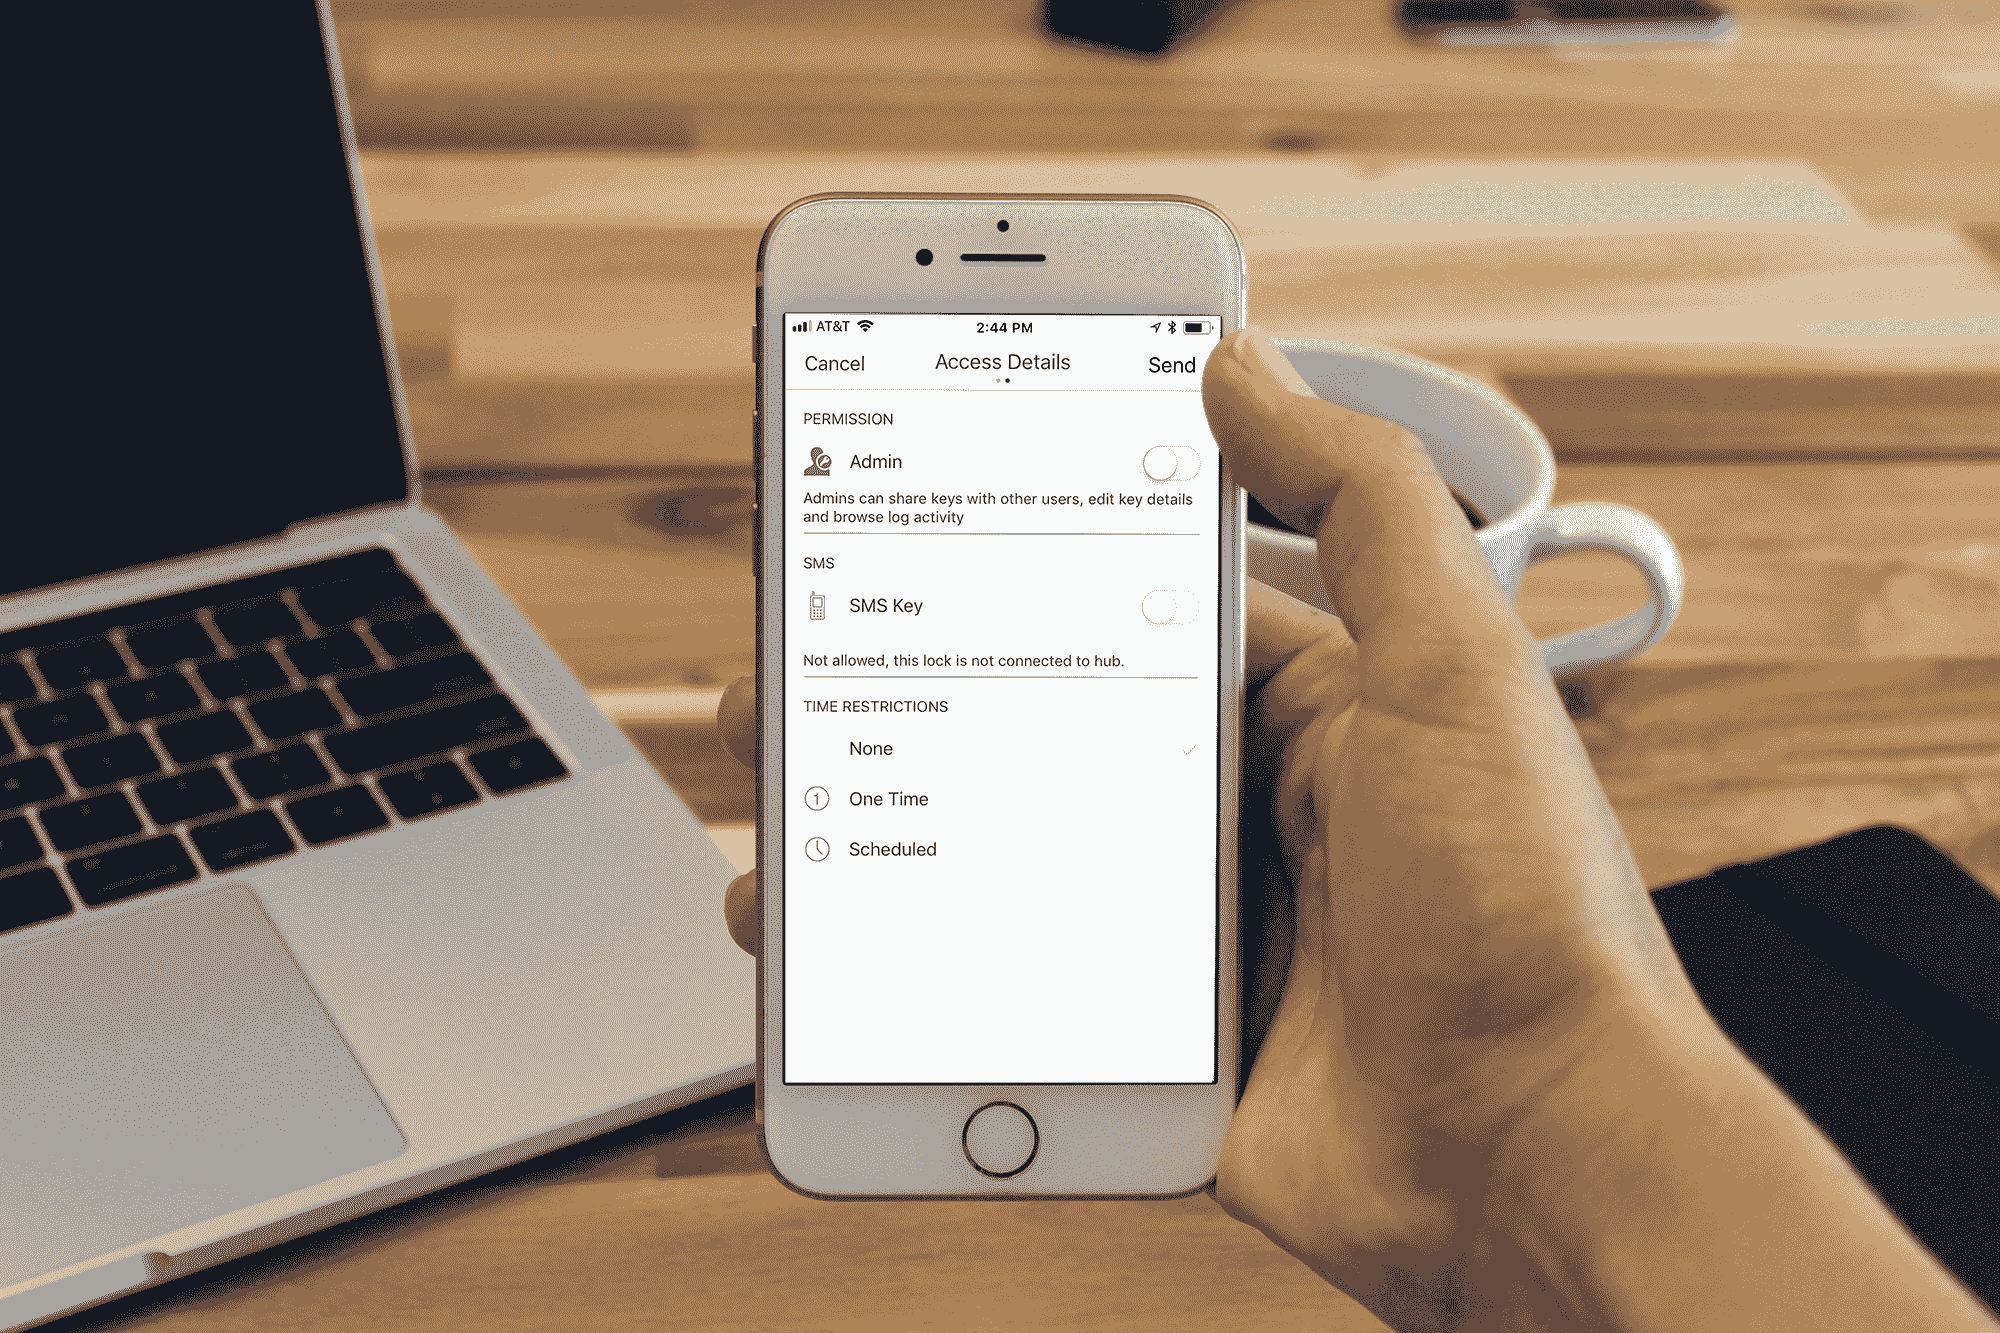 AT&T 2:44 PM
Cancel Access Details Send
PERMISSION
Admin
Admins can share keys with other users, edit key details
and browse log activity
SMS
SMS Key
Not allowed, this lock is not connected to hub.
TIME RESTRICTIONS
None
1 One Time
Scheduled